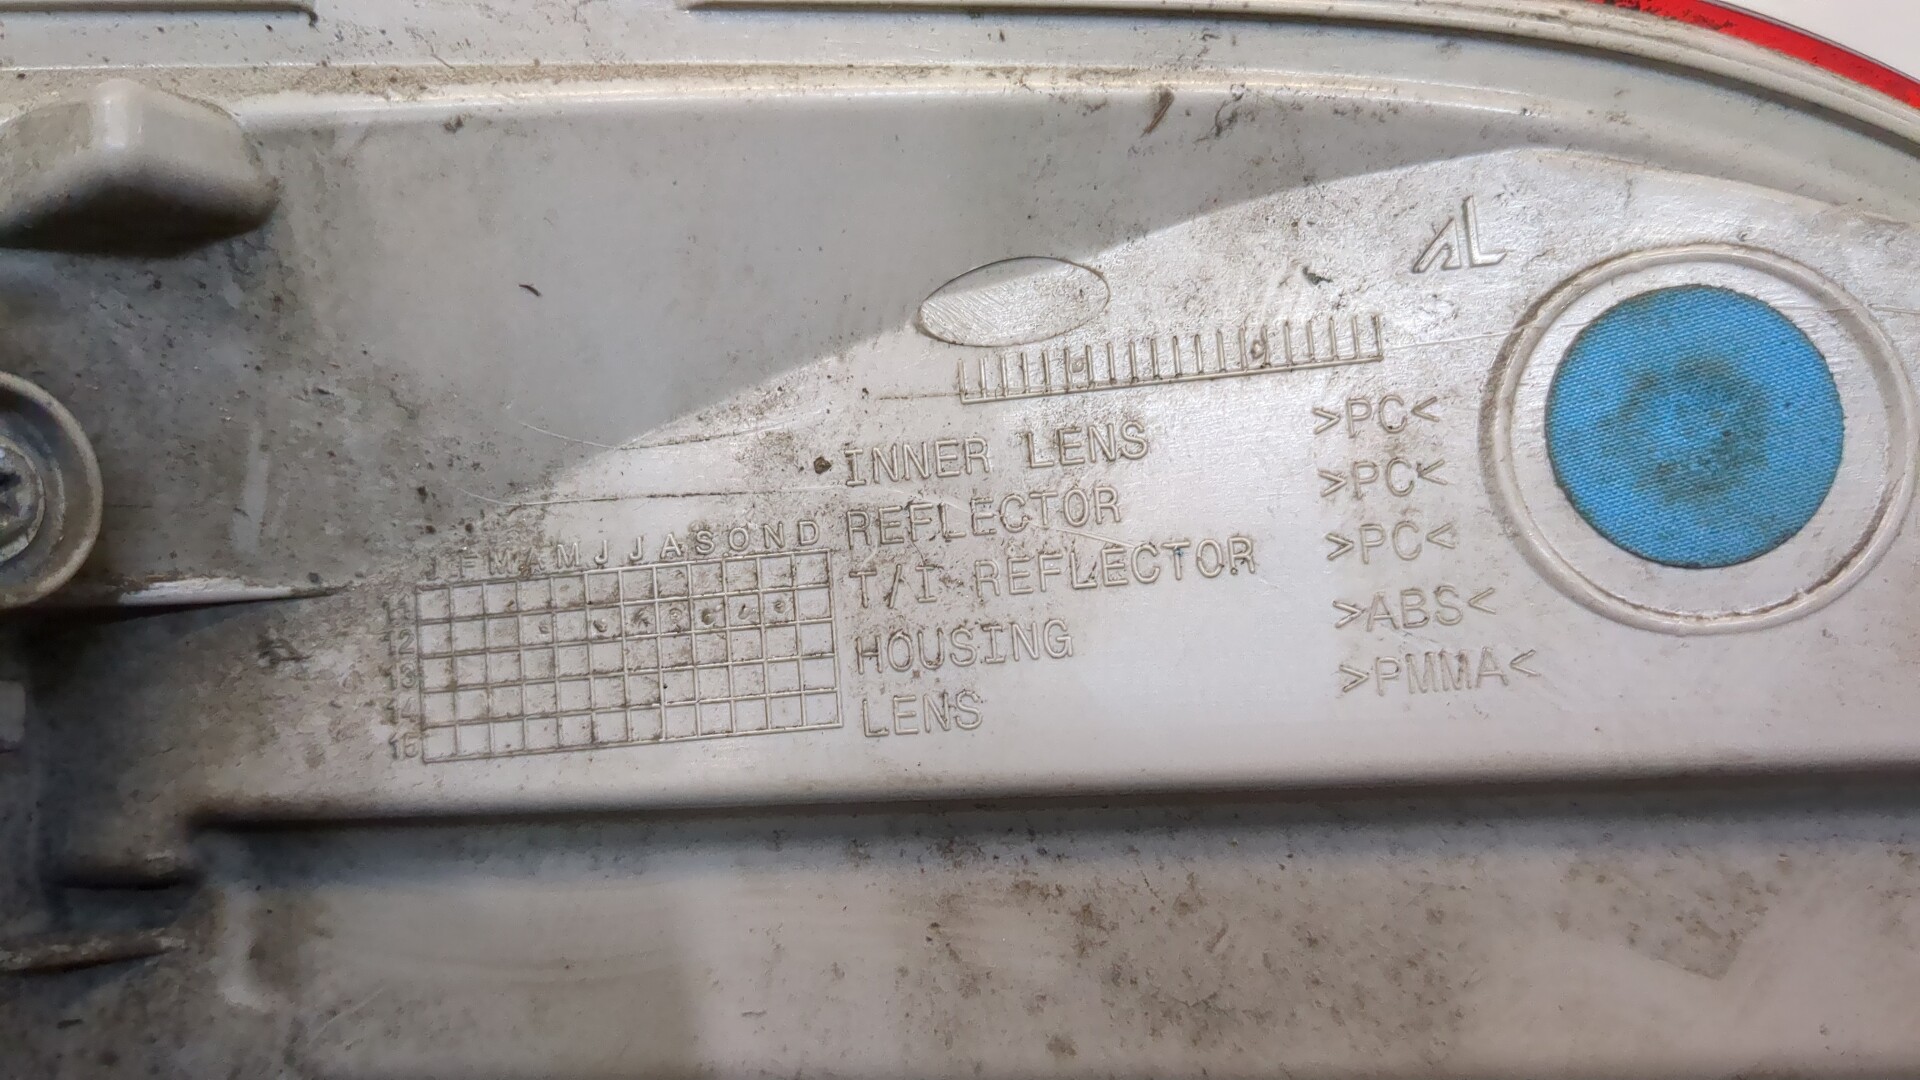 AL
INNER LENS >PC<
REFLECTOR >PC<
T/I REFLECTOR >PC<
HOUSING >ABS<
LENS >PMMA<
J F M A M J J A S O N D
11
12
13
14
15